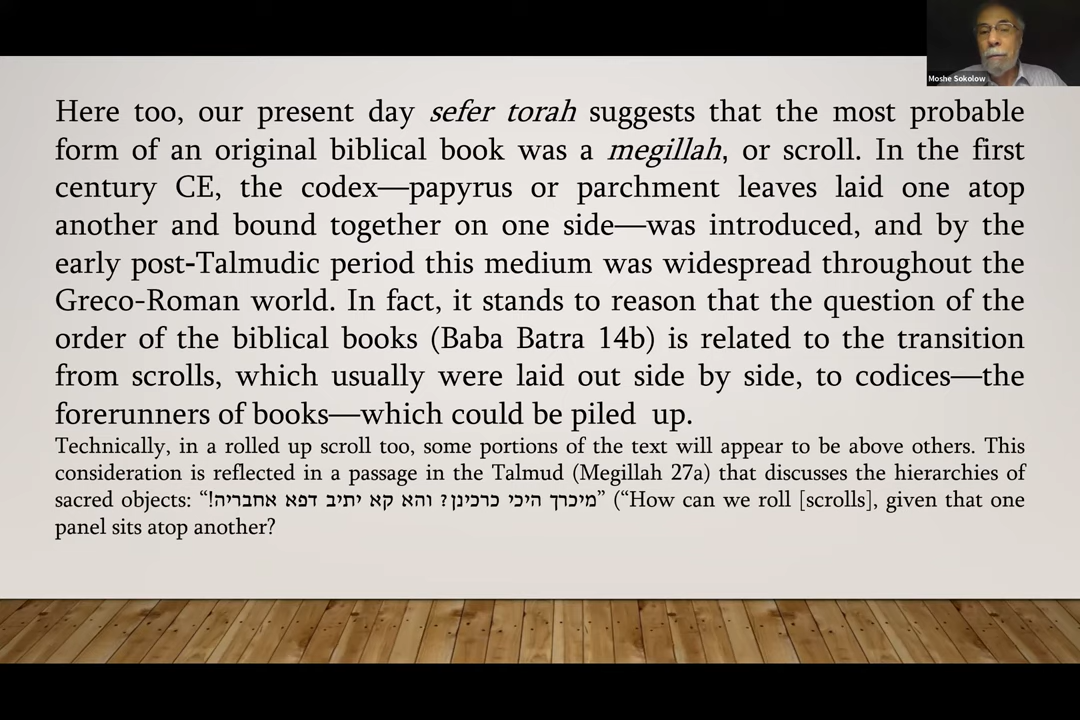 Moshe Sokolow
Here too, our present day sefer torah suggests that the most probable
form of an original biblical book was a megillah, or scroll. In the first
century CE, the codex—papyrus or parchment leaves laid one atop
another and bound together on one side—was introduced, and by the
early post-Talmudic period this medium was widespread throughout the
Greco-Roman world. In fact, it stands to reason that the question of the
order of the biblical books (Baba Batra 14b) is related to the transition
from scrolls, which usually were laid out side by side, to codices—the
forerunners of books—which could be piled  up.
Technically, in a rolled up scroll too, some portions of the text will appear to be above others. This
consideration is reflected in a passage in the Talmud (Megillah 27a) that discusses the hierarchies of
sacred objects: “מיכרך היכי כרכינן? והא קא יתיב דפא אחבריה!” (“How can we roll [scrolls], given that one
panel sits atop another?